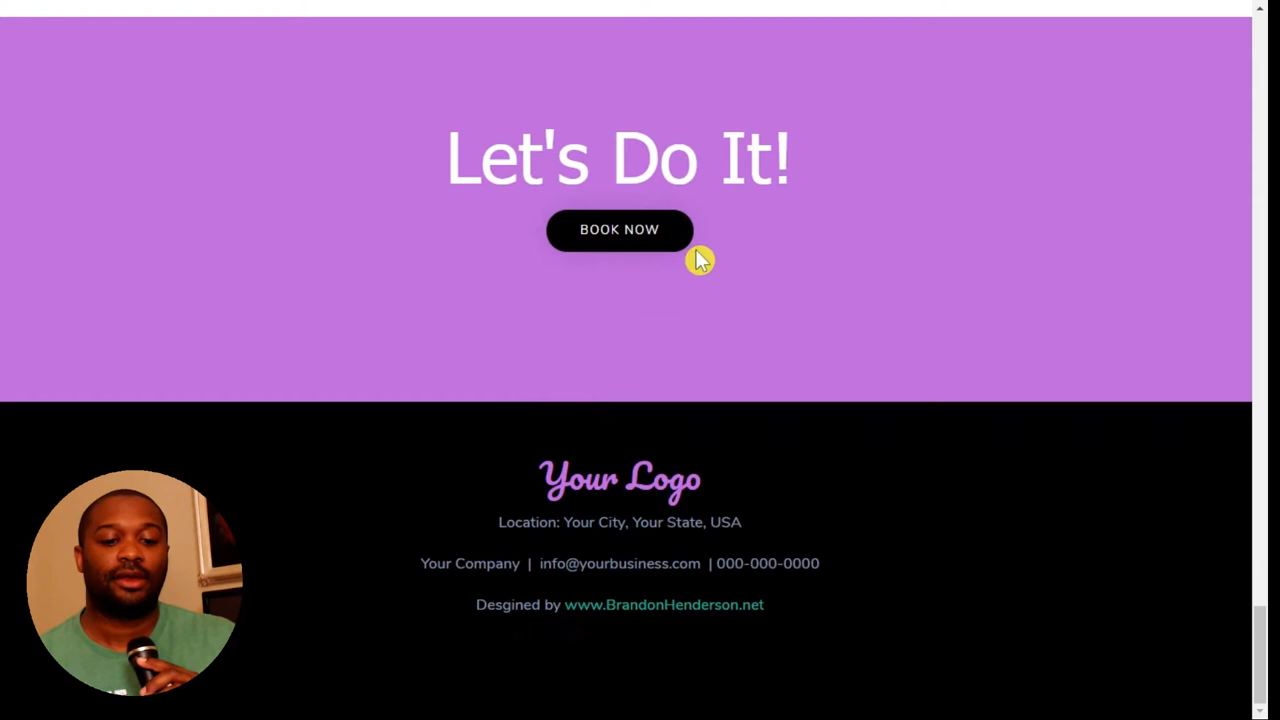 Let's Do It!
BOOK NOW
Your Logo
Location: Your City, Your State, USA
Your Company | info@yourbusiness.com | 000-000-0000
Desgined by www.BrandonHenderson.net